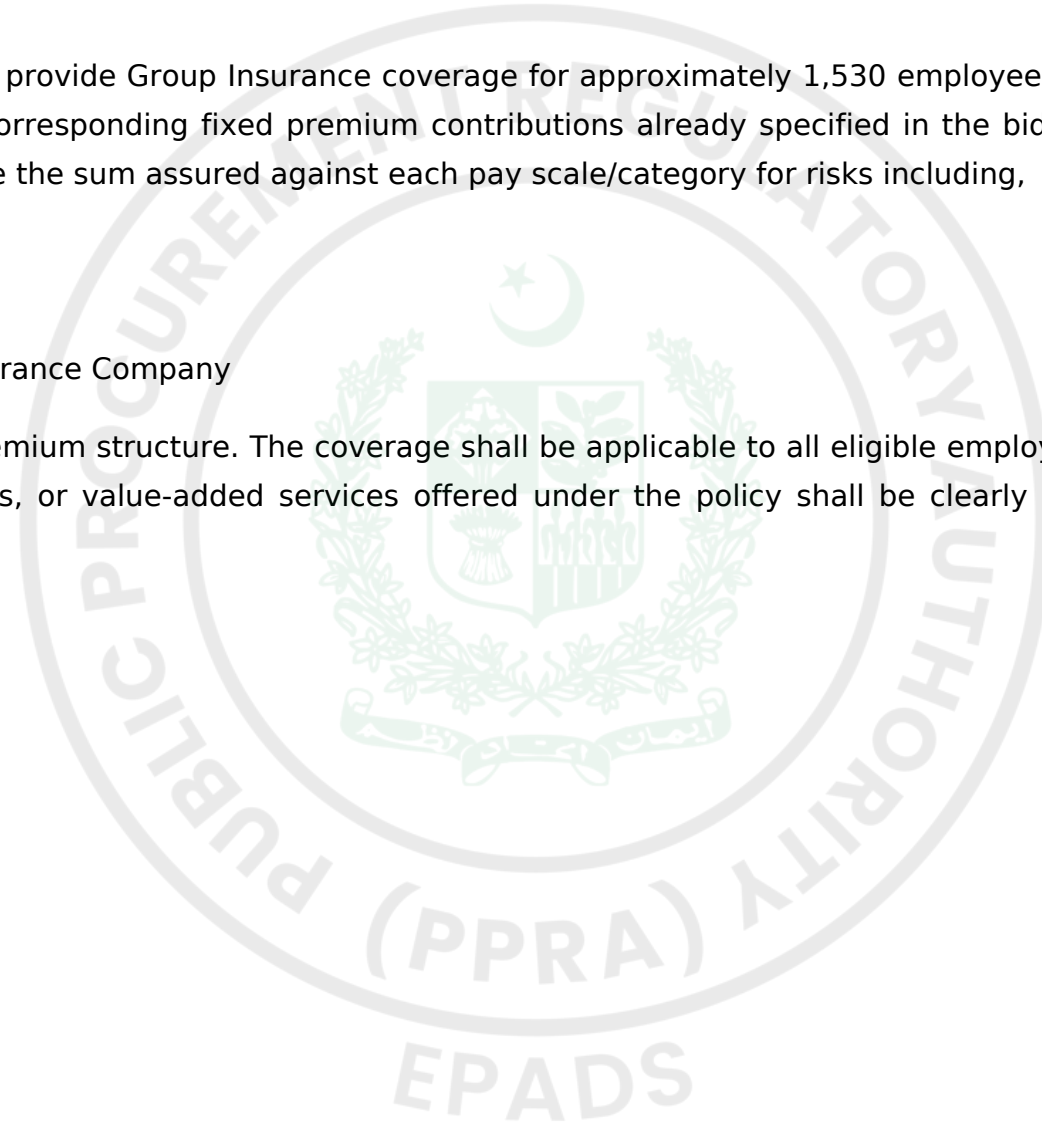 provide Group Insurance coverage for approximately 1,530 employee
orresponding fixed premium contributions already specified in the bid
e the sum assured against each pay scale/category for risks including,
rance Company
emium structure. The coverage shall be applicable to all eligible employ
s, or value-added services offered under the policy shall be clearly
PUBLIC PROCUREMENT REGULATORY AUTHORITY
(PPRA)
ایمان اتحاد نظم
EPADS